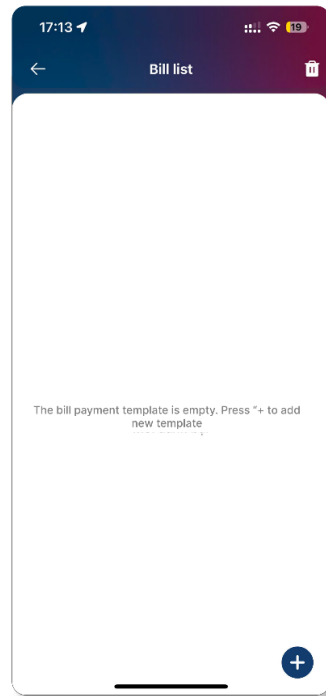 17:13
19
Bill list
The bill payment template is empty. Press "+ to add
new template